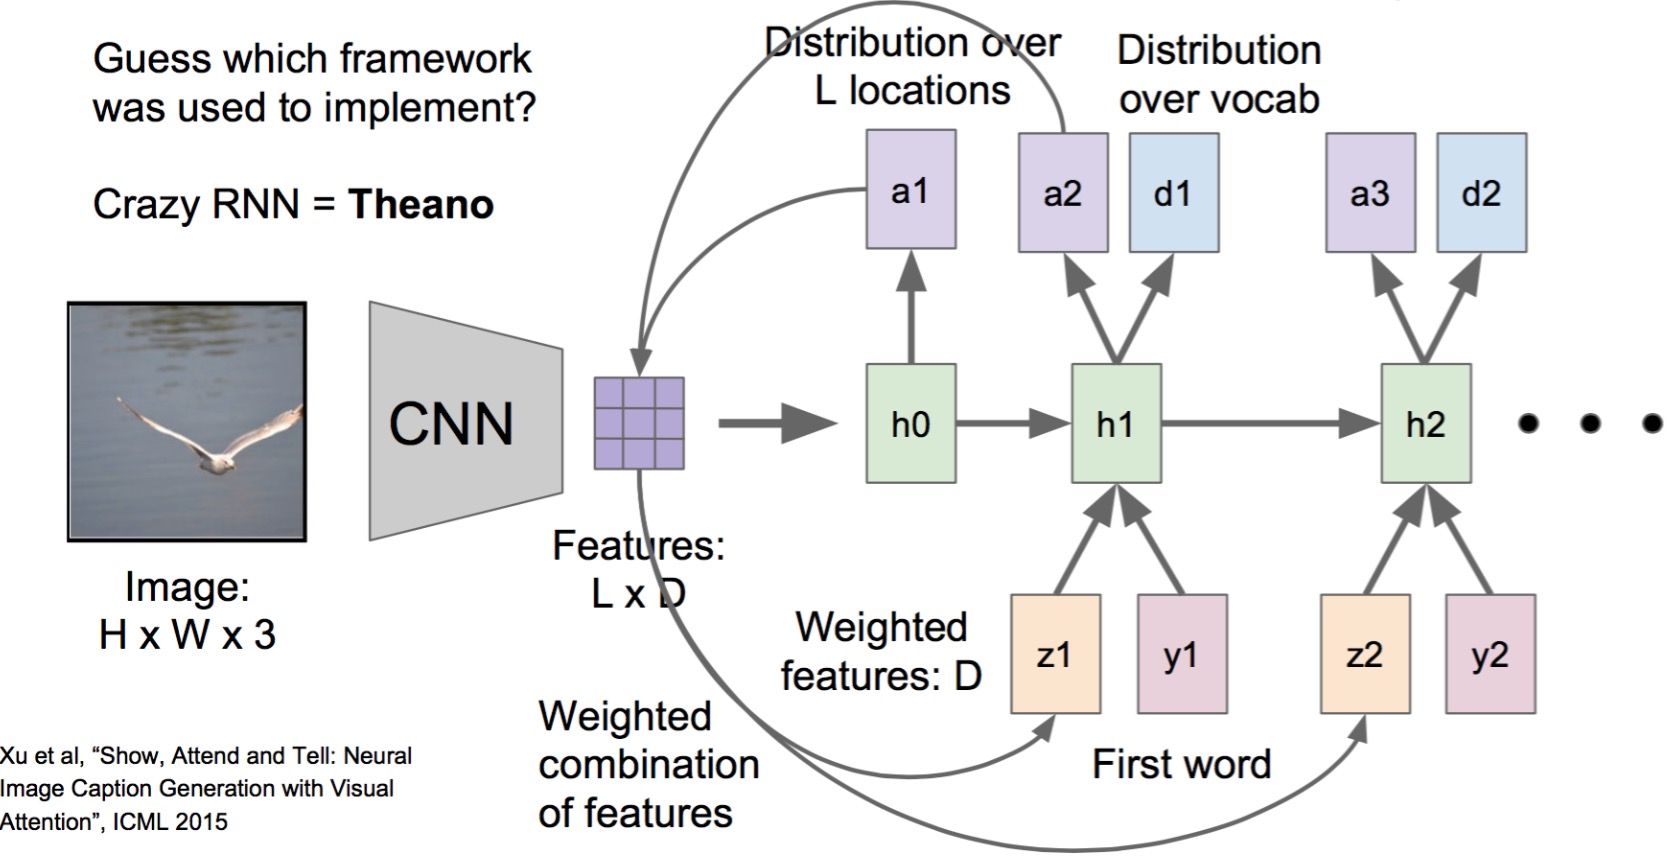 Guess which framework
was used to implement?
Crazy RNN = Theano
Distribution over
L locations
Distribution
over vocab
a1
a2
d1
a3
d2
CNN
h0
h1
h2
Features:
L x D
Image:
H x W x 3
Weighted
features: D
z1
y1
z2
y2
Weighted
combination
of features
First word
Xu et al, “Show, Attend and Tell: Neural
Image Caption Generation with Visual
Attention”, ICML 2015